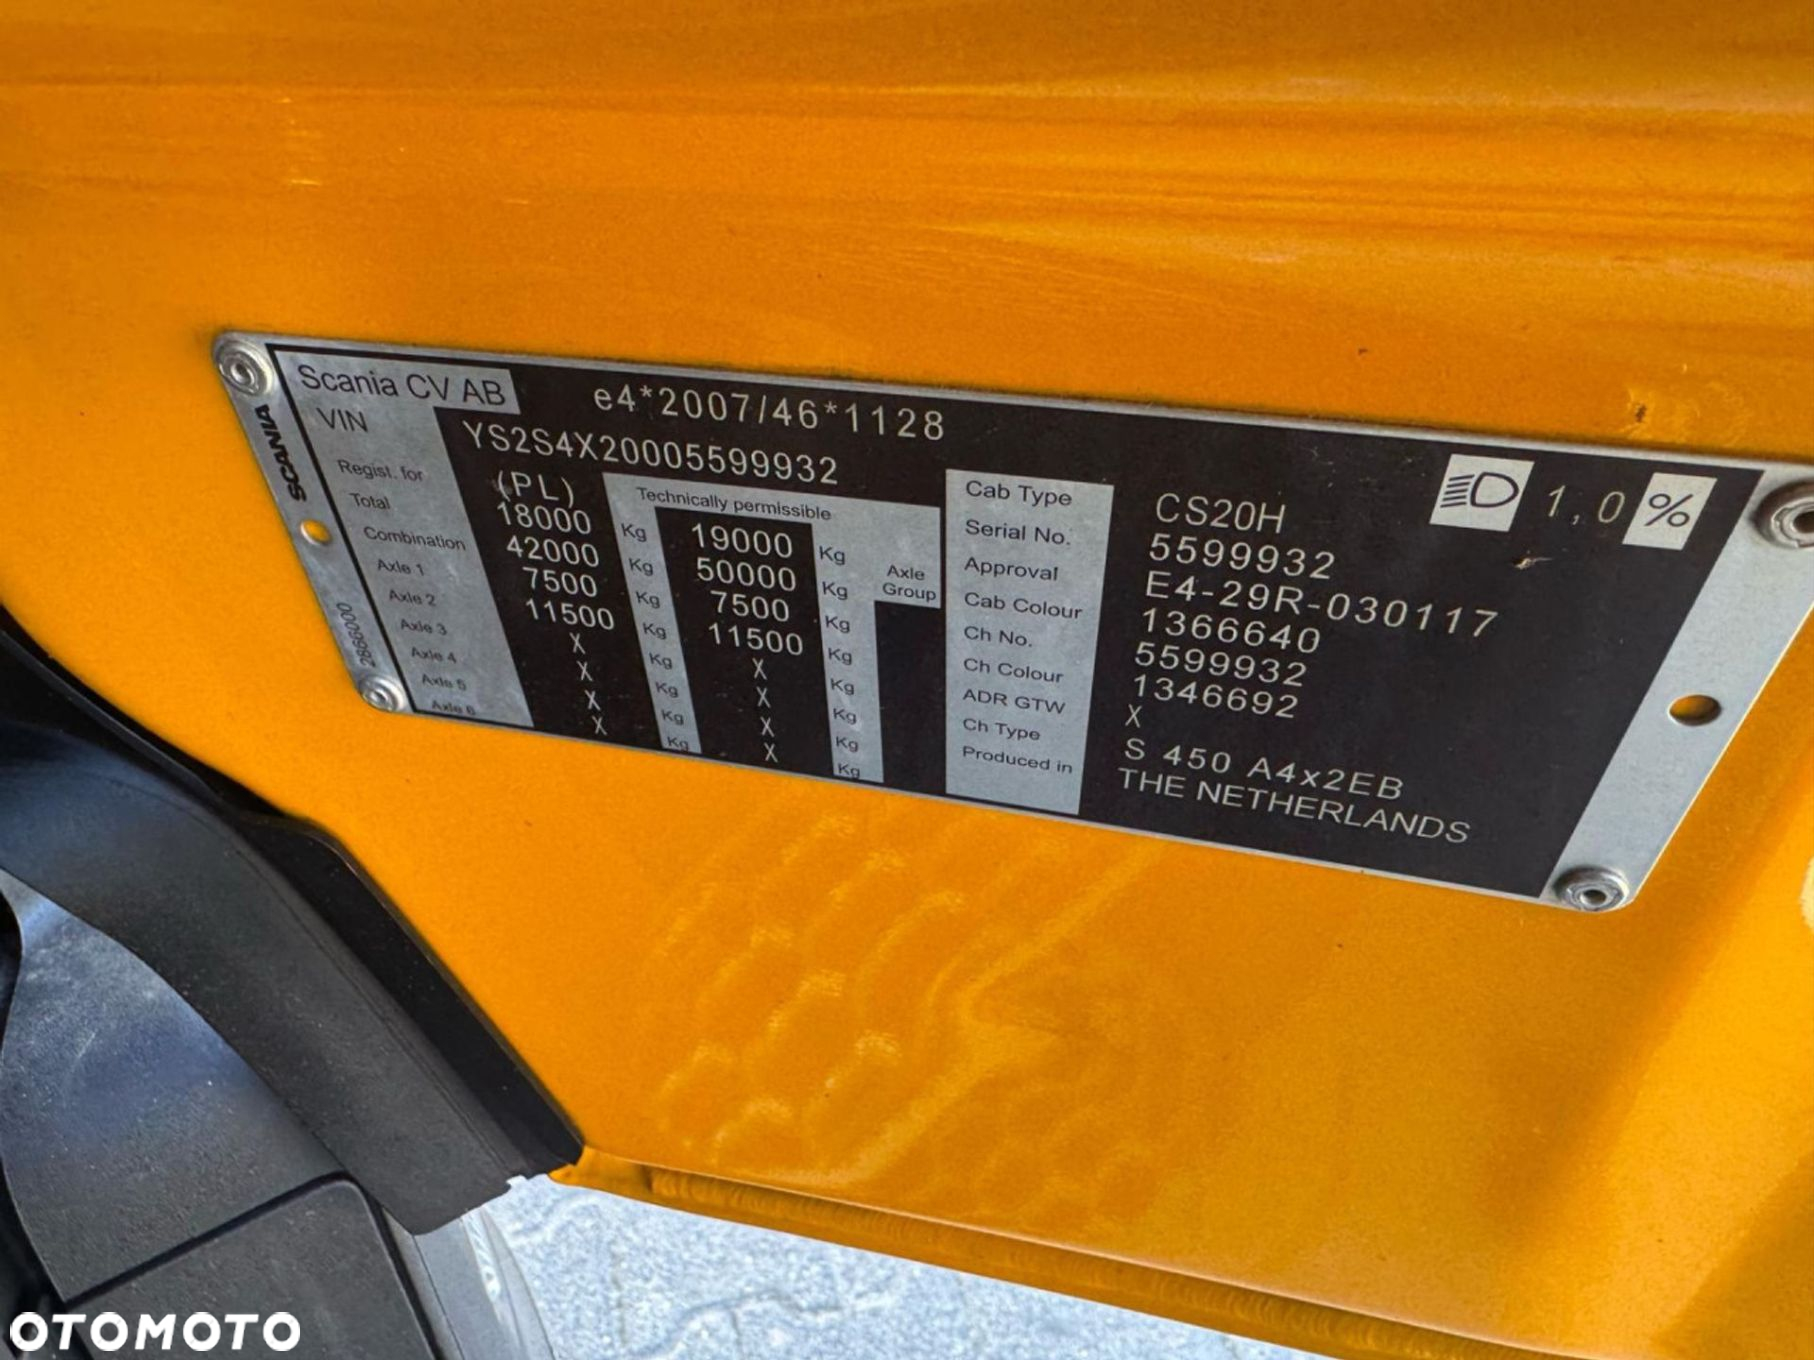 Scania CV AB e4*2007/46*1128
VIN YS2S4X20005599932
SCANIA
2866000
Regist. for (PL) Technically permissible
Total 18000 Kg 19000 Kg
Combination 42000 Kg 50000 Kg
Axle 1 7500 Kg 7500 Kg
Axle 2 11500 Kg 11500 Kg
Axle 3 X Kg X Kg
Axle 4 X Kg X Kg
Axle 5 X Kg X Kg
Axle 6 X Kg X Kg
Axle
Group
1,0 %
Cab Type CS20H
Serial No. 5599932
Approval E4-29R-030117
Cab Colour 1366640
Ch No. 5599932
Ch Colour 1346692
ADR GTW X
Ch Type S 450 A4x2EB
Produced in THE NETHERLANDS
OTOMOTO